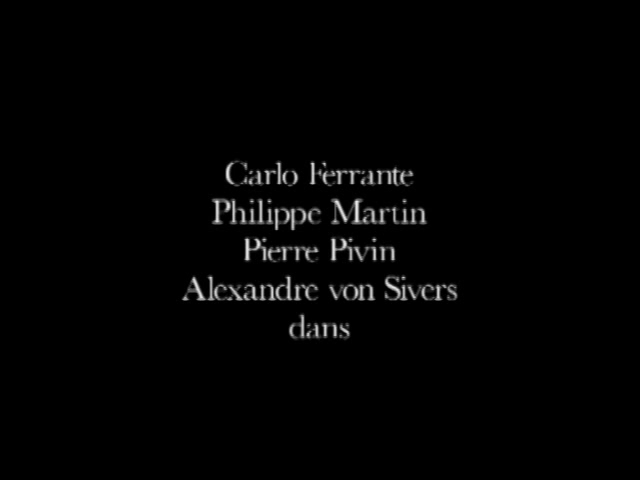 Carlo Ferrante
Philippe Martin
Pierre Pivin
Alexandre von Sivers
dans